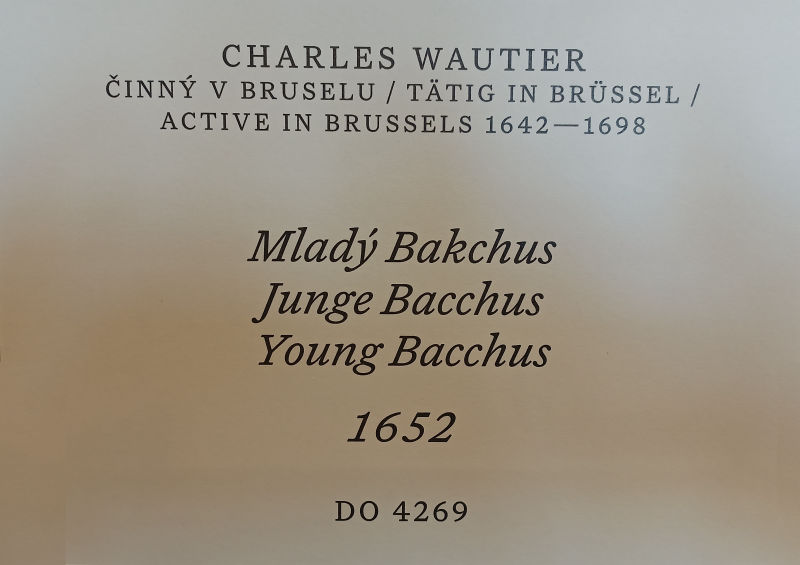 CHARLES WAUTIER
ČINNÝ V BRUSELU / TÄTIG IN BRÜSSEL /
ACTIVE IN BRUSSELS 1642—1698
Mladý Bakchus
Junge Bacchus
Young Bacchus
1652
DO 4269